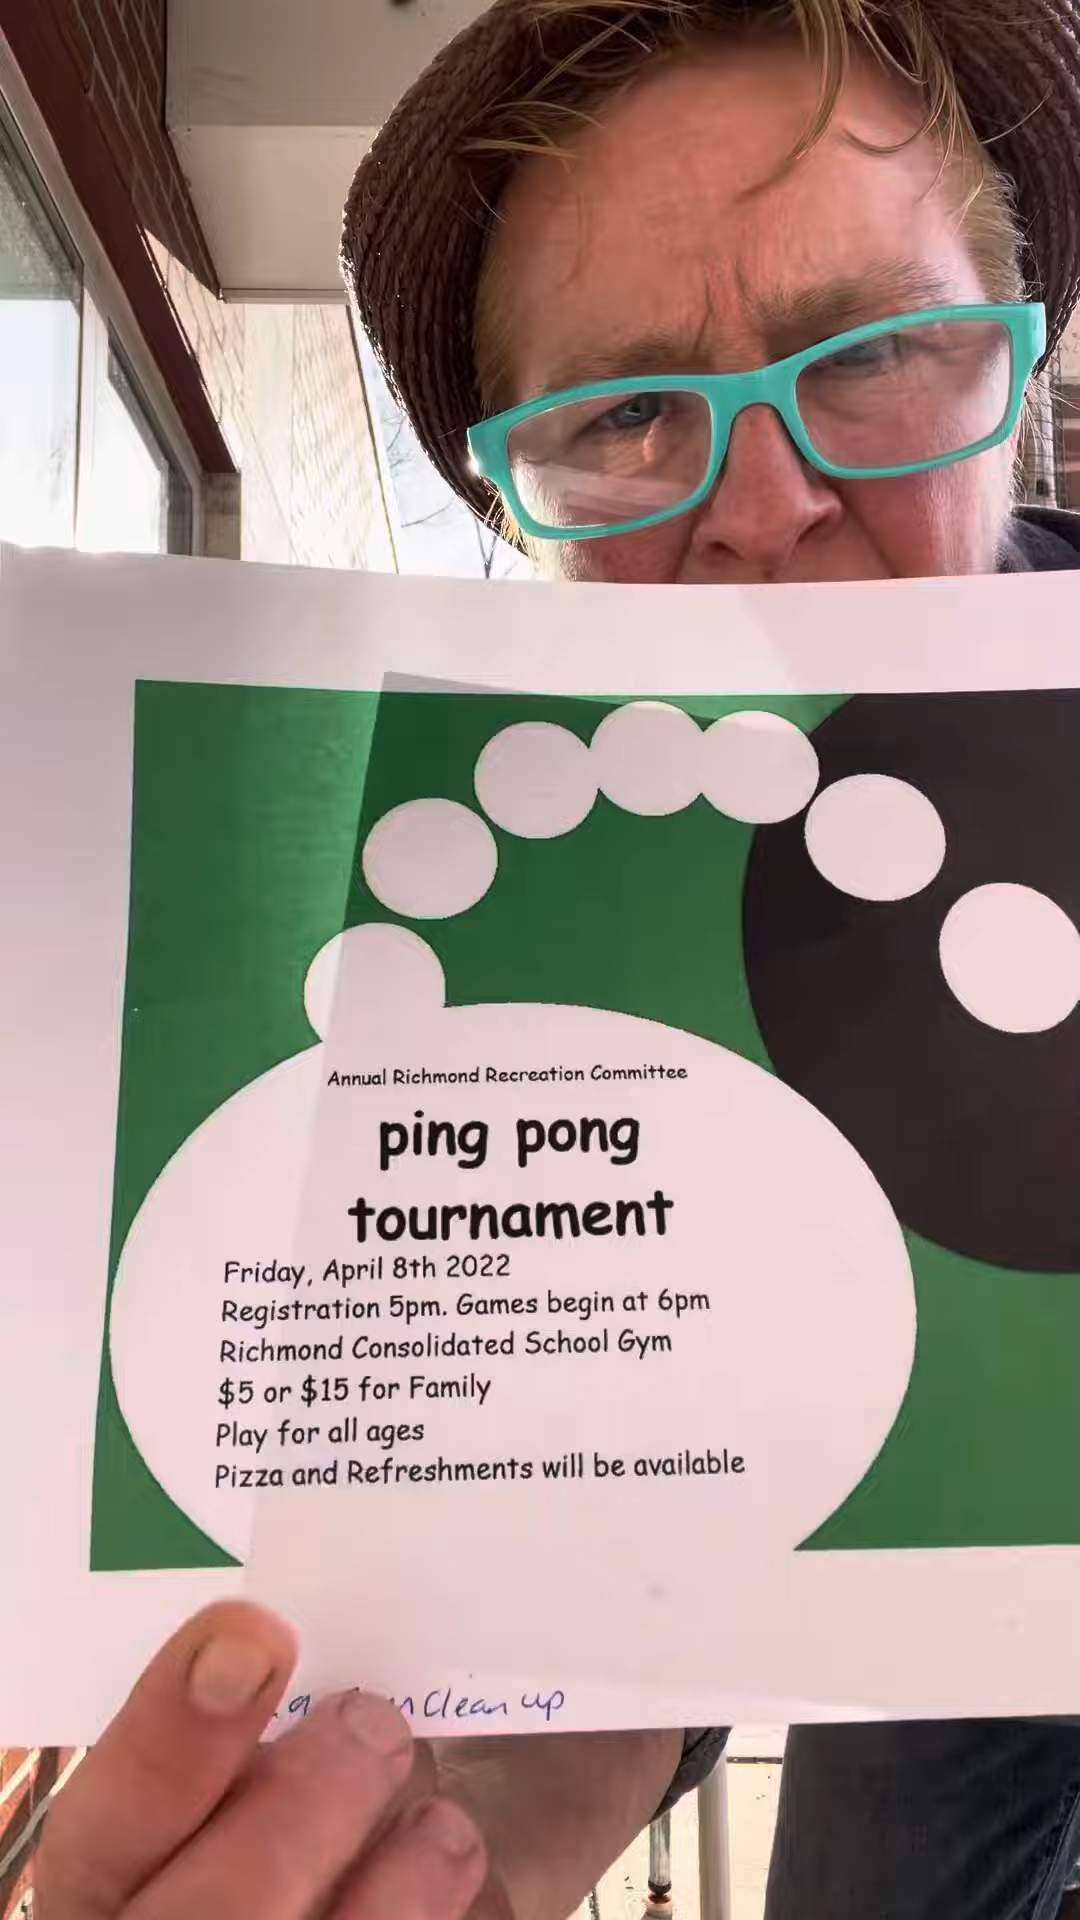 Annual Richmond Recreation Committee
ping pong
tournament
Friday, April 8th 2022
Registration 5pm. Games begin at 6pm
Richmond Consolidated School Gym
$5 or $15 for Family
Play for all ages
Pizza and Refreshments will be available
Clean up